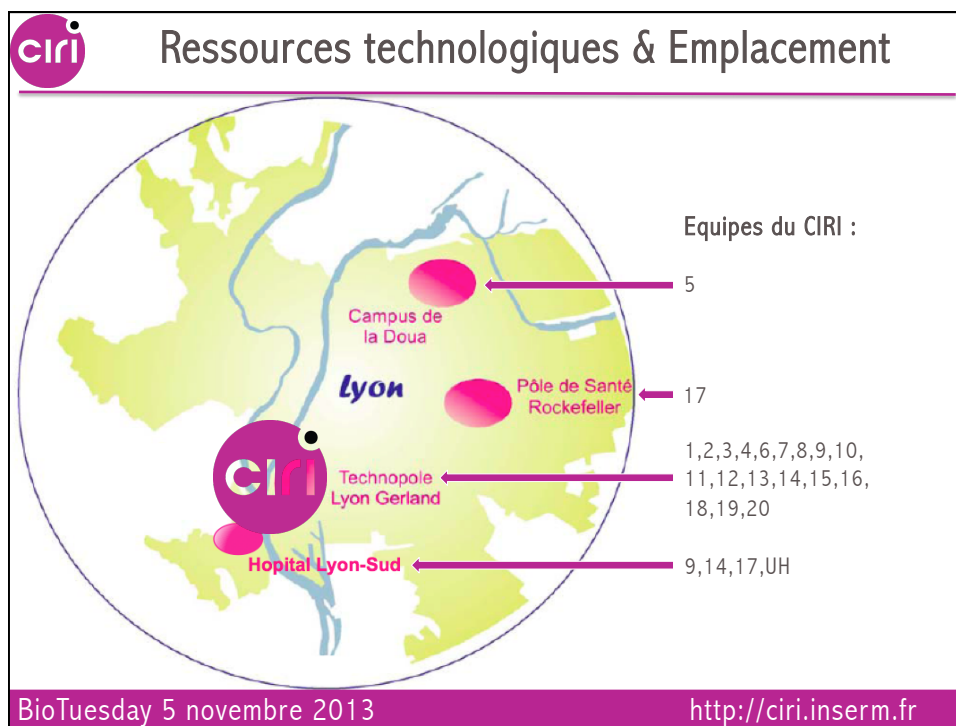 ciri
Ressources technologiques & Emplacement
Equipes du CIRI :
5
Campus de
la Doua
Lyon
Pôle de Santé
Rockefeller
17
ciri
Technopole
Lyon Gerland
1,2,3,4,6,7,8,9,10,
11,12,13,14,15,16,
18,19,20
Hopital Lyon-Sud
9,14,17,UH
BioTuesday 5 novembre 2013
http://ciri.inserm.fr